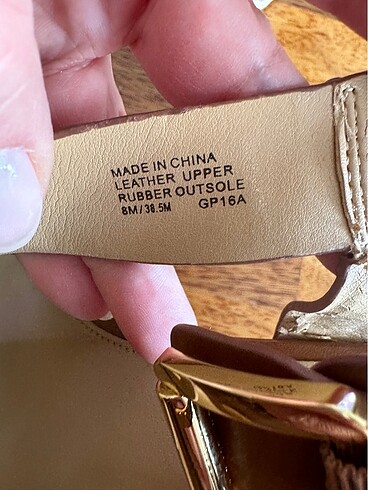 MADE IN CHINA
LEATHER UPPER
RUBBER OUTSOLE
8M/38.5M GP16A